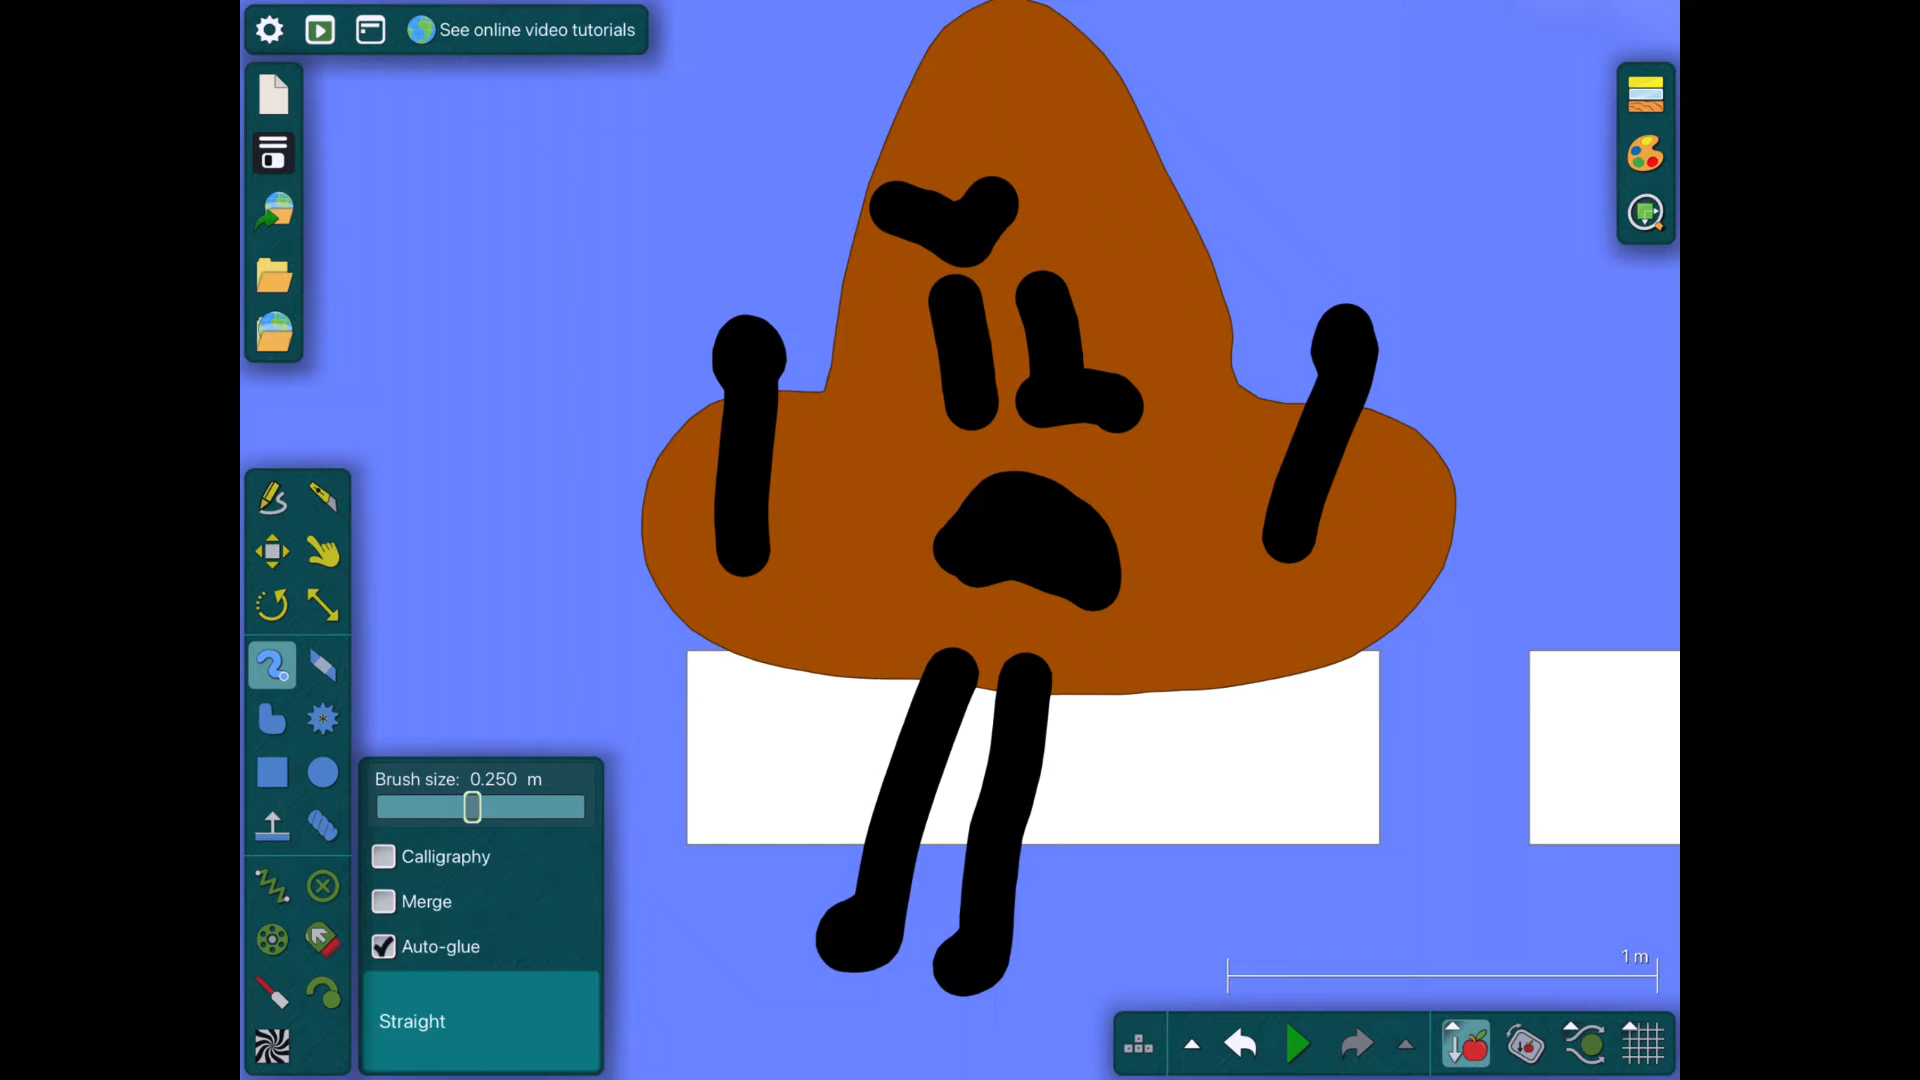 See online video tutorials
Brush size: 0.250 m
Calligraphy
Merge
Auto-glue
Straight
1 m